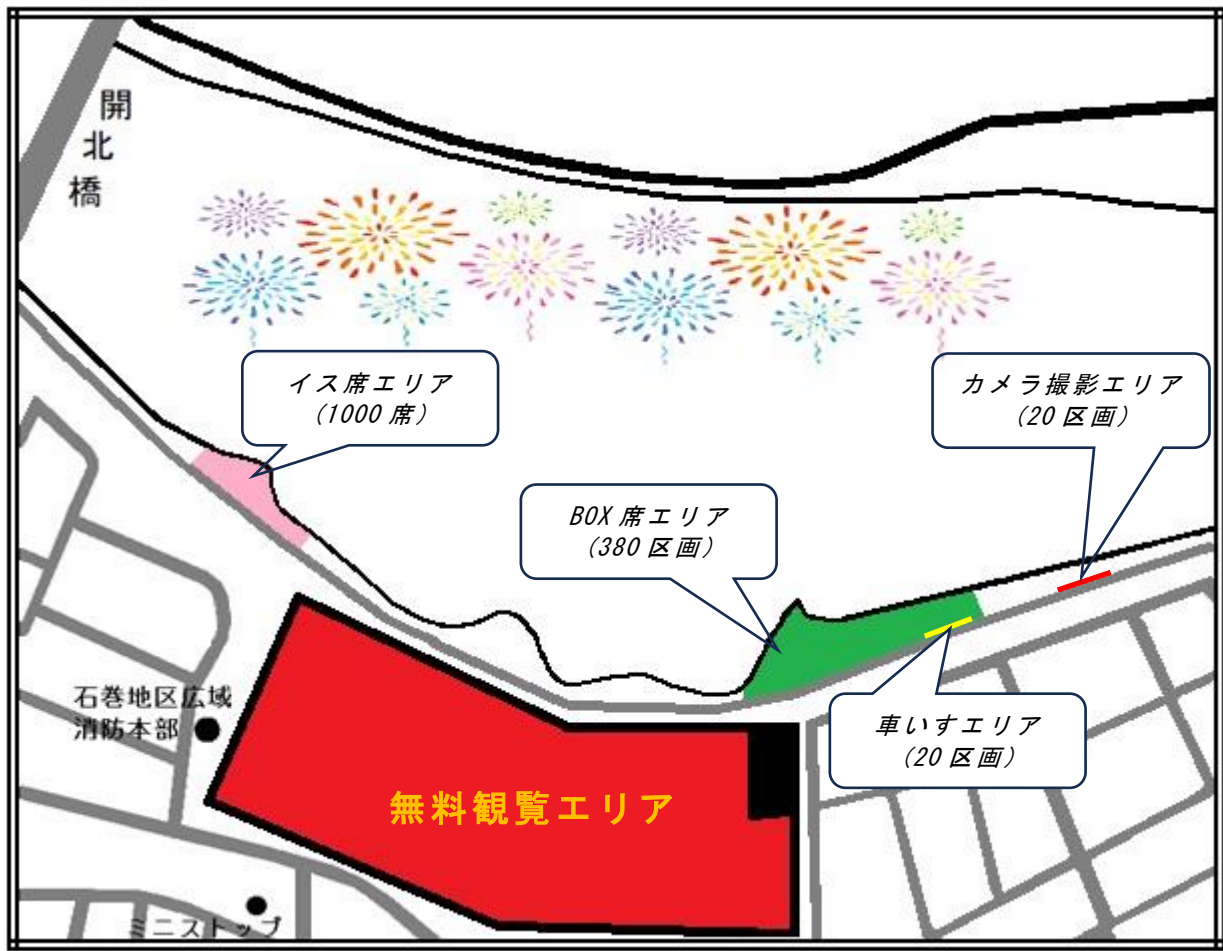 開北橋
イス席エリア
(1000席)
カメラ撮影エリア
(20区画)
BOX席エリア
(380区画)
車いすエリア
(20区画)
石巻地区広域
消防本部
無料観覧エリア
ミニストップ